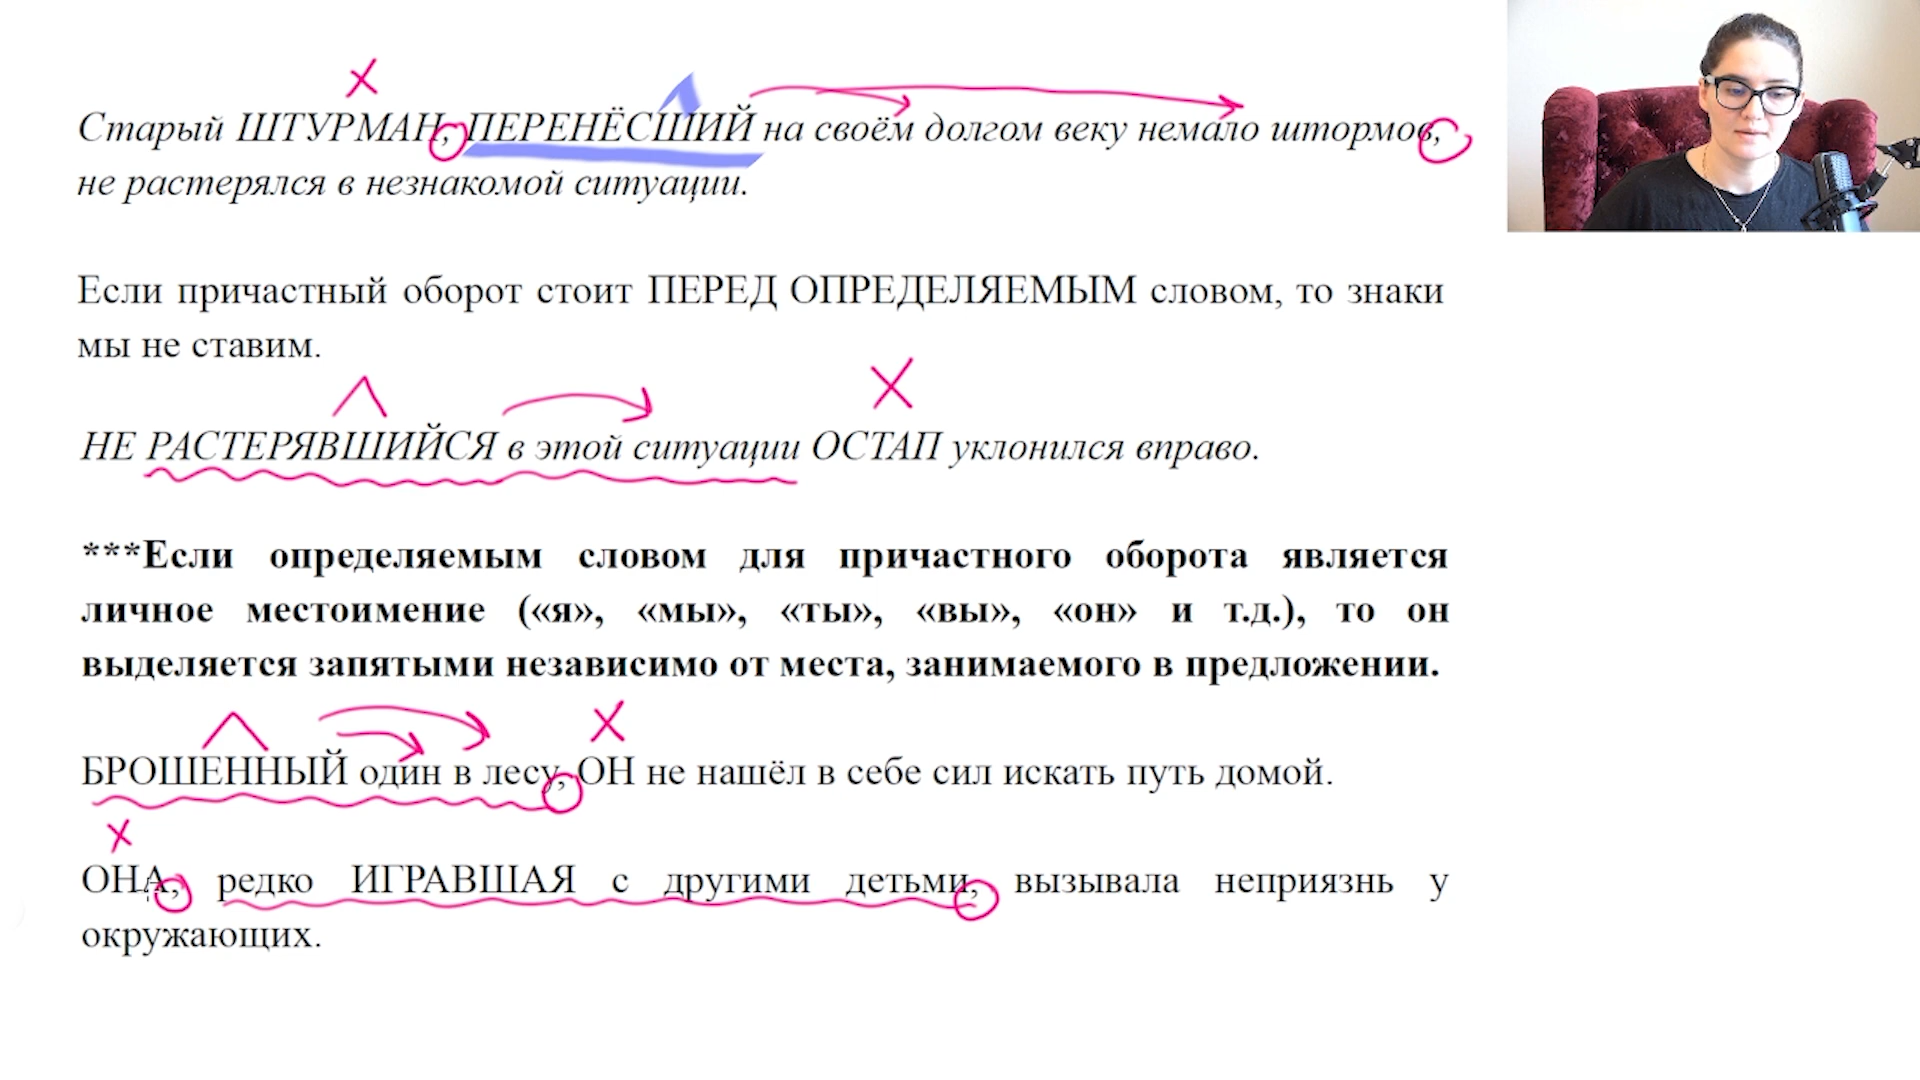 Старый ШТУРМАН, ПЕРЕНЁСШИЙ на своём долгом веку немало штормов,
не растерялся в незнакомой ситуации.
Если причастный оборот стоит ПЕРЕД ОПРЕДЕЛЯЕМЫМ словом, то знаки
мы не ставим.
НЕ РАСТЕРЯВШИЙСЯ в этой ситуации ОСТАП уклонился вправо.
***Если определяемым словом для причастного оборота является
личное местоимение («я», «мы», «ты», «вы», «он» и т.д.), то он
выделяется запятыми независимо от места, занимаемого в предложении.
БРОШЕННЫЙ один в лесу, ОН не нашёл в себе сил искать путь домой.
ОНА, редко ИГРАВШАЯ с другими детьми, вызывала неприязнь у
окружающих.